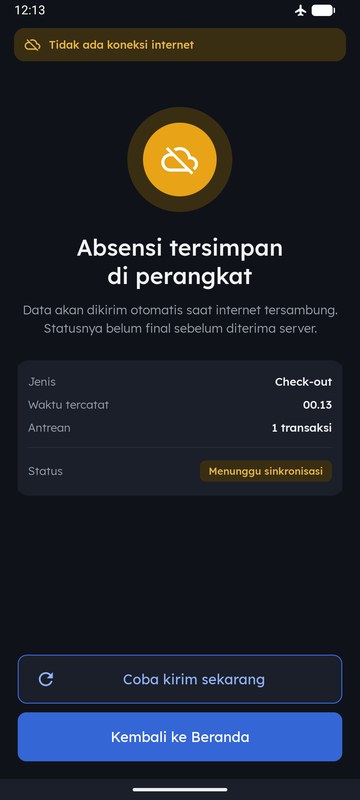 12:13
Tidak ada koneksi internet
Absensi tersimpan
di perangkat
Data akan dikirim otomatis saat internet tersambung.
Statusnya belum final sebelum diterima server.
Jenis Check-out
Waktu tercatat 00.13
Antrean 1 transaksi
Status Menunggu sinkronisasi
Coba kirim sekarang
Kembali ke Beranda